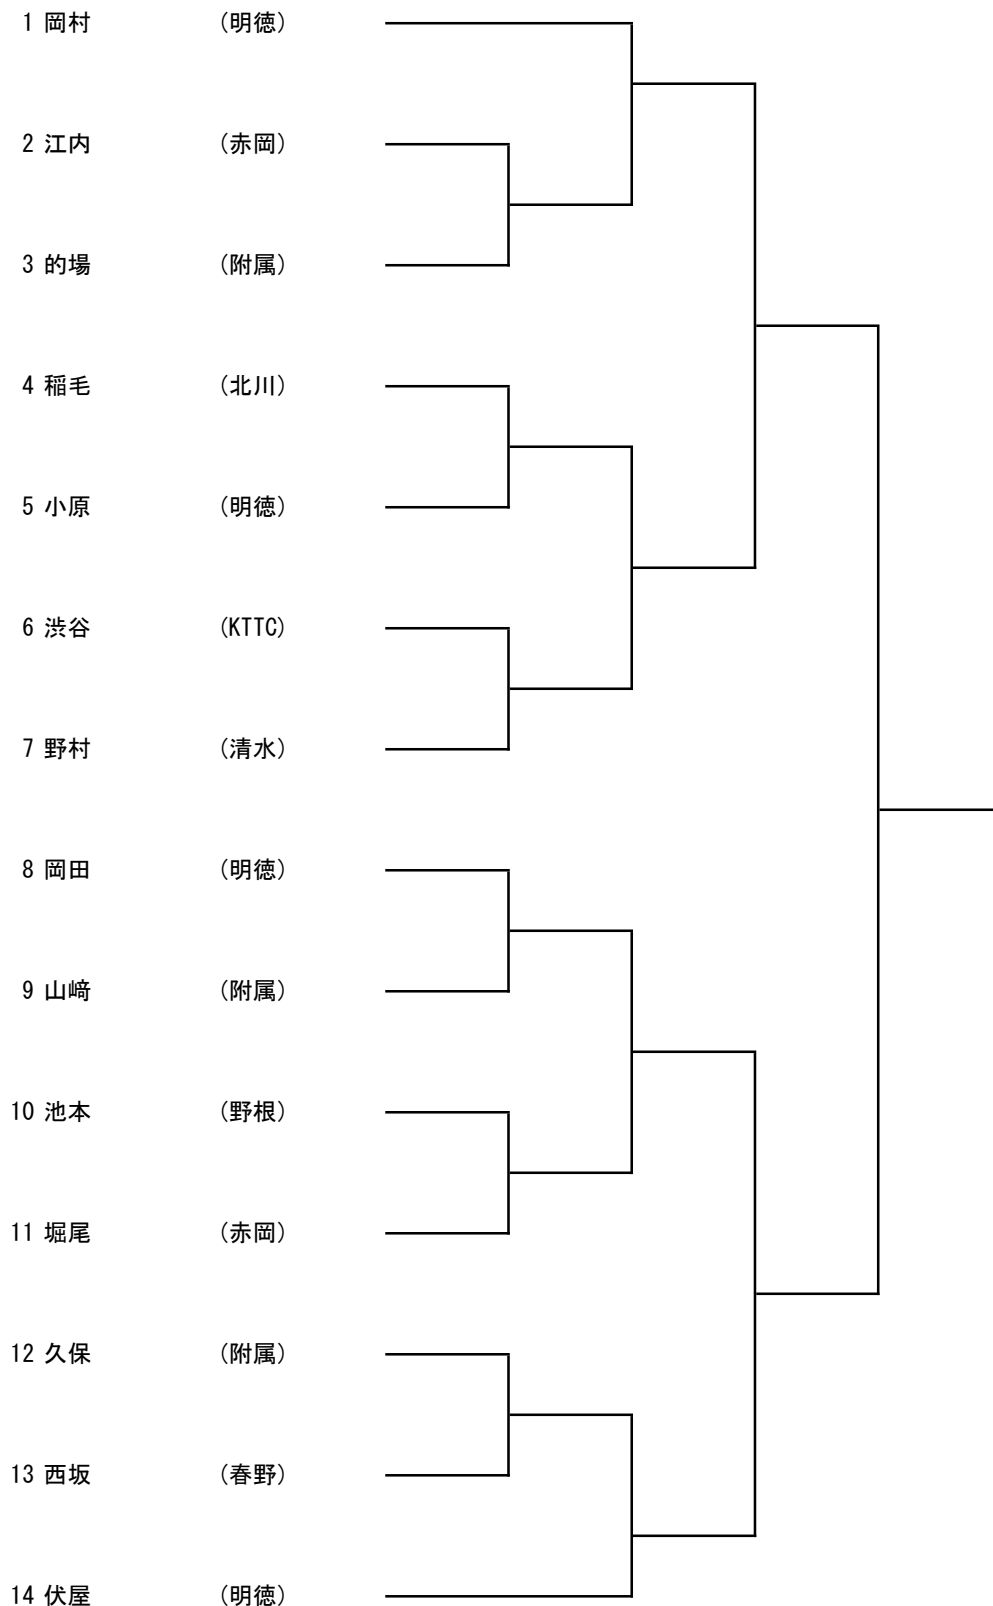 1 岡村 (明徳)
2 江内 (赤岡)
3 的場 (附属)
4 稲毛 (北川)
5 小原 (明徳)
6 渋谷 (KTTC)
7 野村 (清水)
8 岡田 (明徳)
9 山﨑 (附属)
10 池本 (野根)
11 堀尾 (赤岡)
12 久保 (附属)
13 西坂 (春野)
14 伏屋 (明徳)